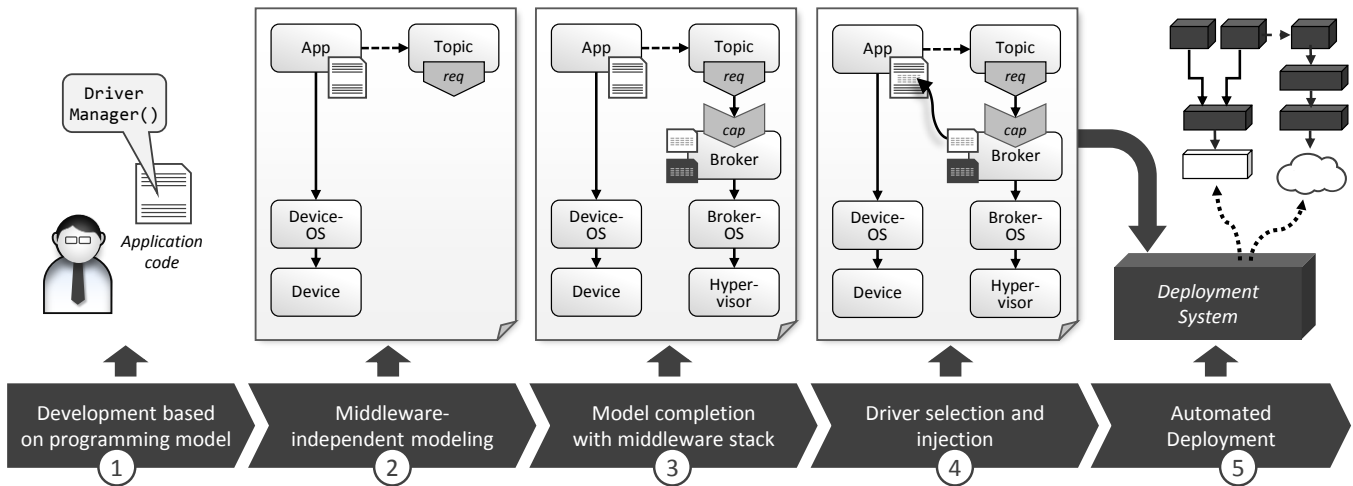 Driver
Manager()
Application
code
App
Topic
req
Device-
OS
Device
App
Topic
req
cap
Broker
Device-
OS
Broker-
OS
Device
Hyper-
visor
App
Topic
req
cap
Broker
Device-
OS
Broker-
OS
Device
Hyper-
visor
Deployment
System
Development based
on programming model
1
Middleware-
independent modeling
2
Model completion
with middleware stack
3
Driver selection and
injection
4
Automated
Deployment
5